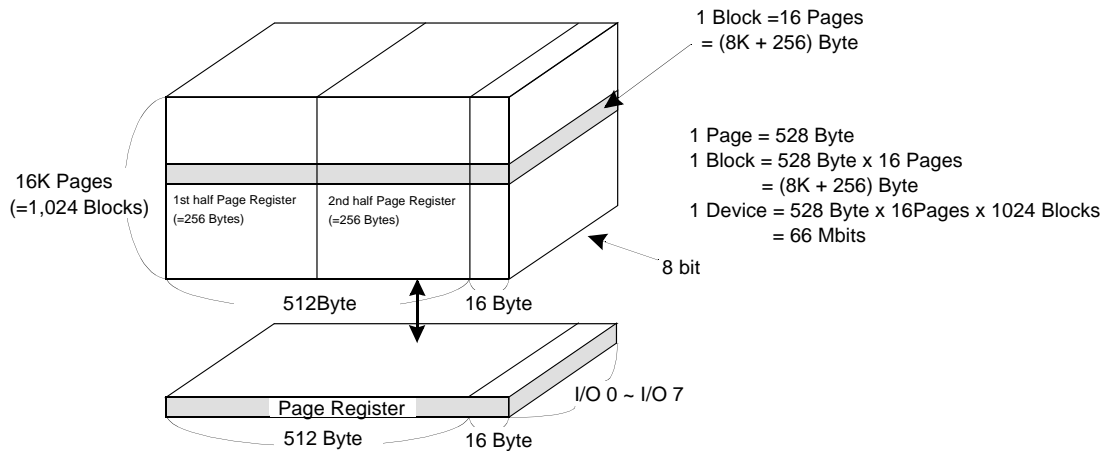 1 Block =16 Pages
= (8K + 256) Byte
1 Page = 528 Byte
1 Block = 528 Byte x 16 Pages
= (8K + 256) Byte
1 Device = 528 Byte x 16Pages x 1024 Blocks
= 66 Mbits
16K Pages
(=1,024 Blocks)
1st half Page Register
(=256 Bytes)
2nd half Page Register
(=256 Bytes)
8 bit
512Byte
16 Byte
I/O 0 ~ I/O 7
Page Register
512 Byte
16 Byte